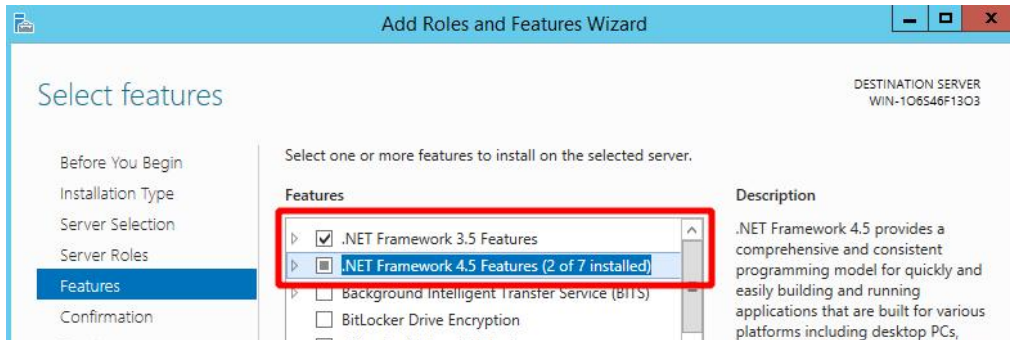 Add Roles and Features Wizard
Select features
DESTINATION SERVER
WIN-1O6S46F13O3
Before You Begin
Installation Type
Server Selection
Server Roles
Features
Confirmation
Select one or more features to install on the selected server.
Features
.NET Framework 3.5 Features
.NET Framework 4.5 Features (2 of 7 installed)
Background Intelligent Transfer Service (BITS)
BitLocker Drive Encryption
Description
.NET Framework 4.5 provides a
comprehensive and consistent
programming model for quickly and
easily building and running
applications that are built for various
platforms including desktop PCs,